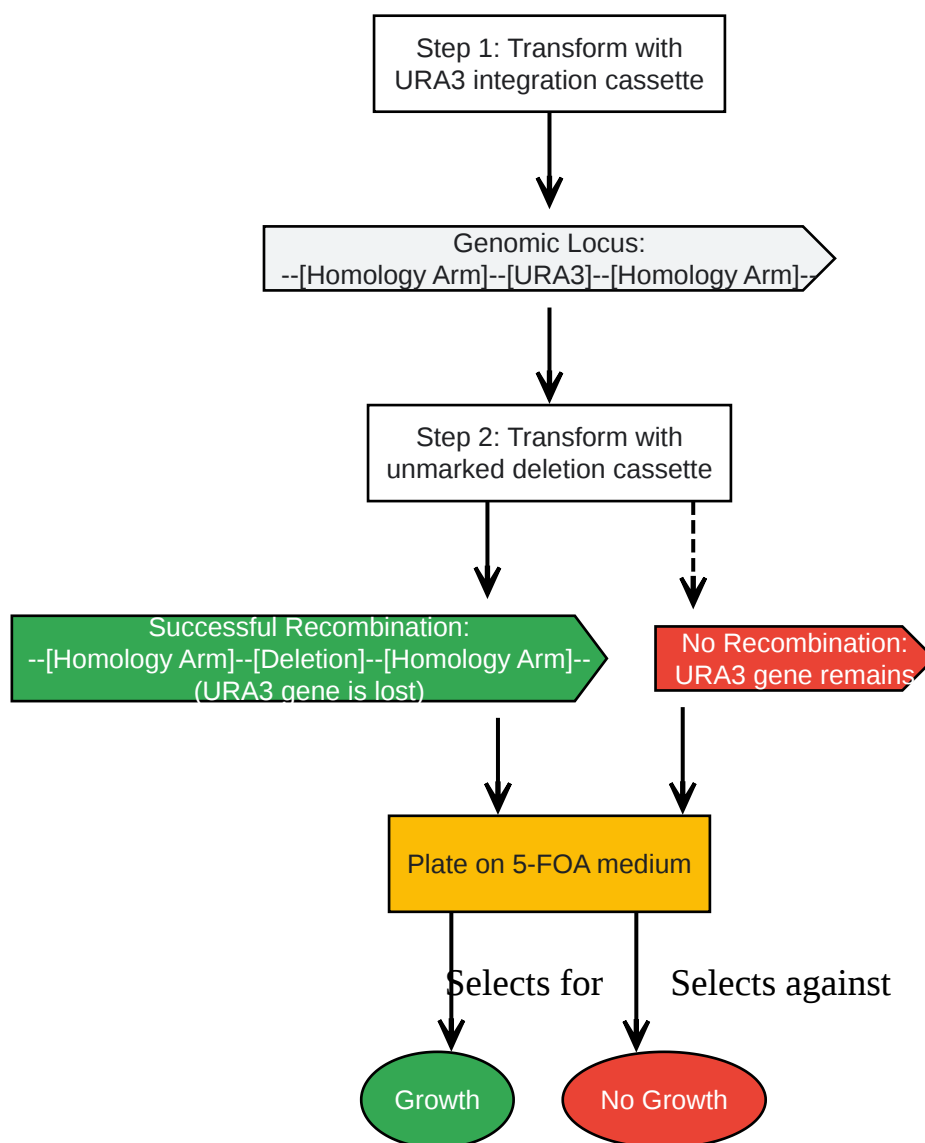 Step 1: Transform with
URA3 integration cassette
Genomic Locus:
--[Homology Arm]--[URA3]--[Homology Arm]--
Step 2: Transform with
unmarked deletion cassette
Successful Recombination:
--[Homology Arm]--[Deletion]--[Homology Arm]--
(URA3 gene is lost)
No Recombination:
URA3 gene remains
Plate on 5-FOA medium
Selects for
Selects against
Growth
No Growth